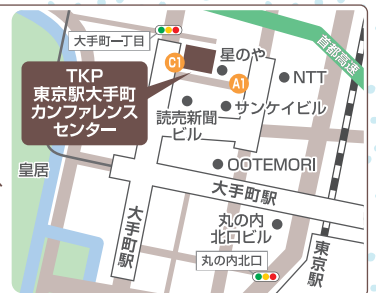 大手町一丁目
首都高速
C1
星のや
A1
NTT
TKP
東京駅大手町
カンファレンス
センター
サンケイビル
読売新聞
ビル
皇居
OOTEMORI
大手町駅
大手町駅
丸の内
北口ビル
丸の内北口
東京駅